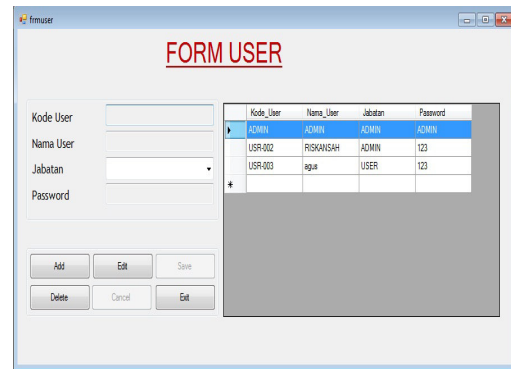 frmuser
FORM USER
Kode User
Nama User
Jabatan
Password
Kode_User Nama_User Jabatan Password
ADMIN ADMIN ADMIN ADMIN
USR-002 RISKANSAH ADMIN 123
USR-003 agus USER 123
Add Edit Save
Delete Cancel Exit